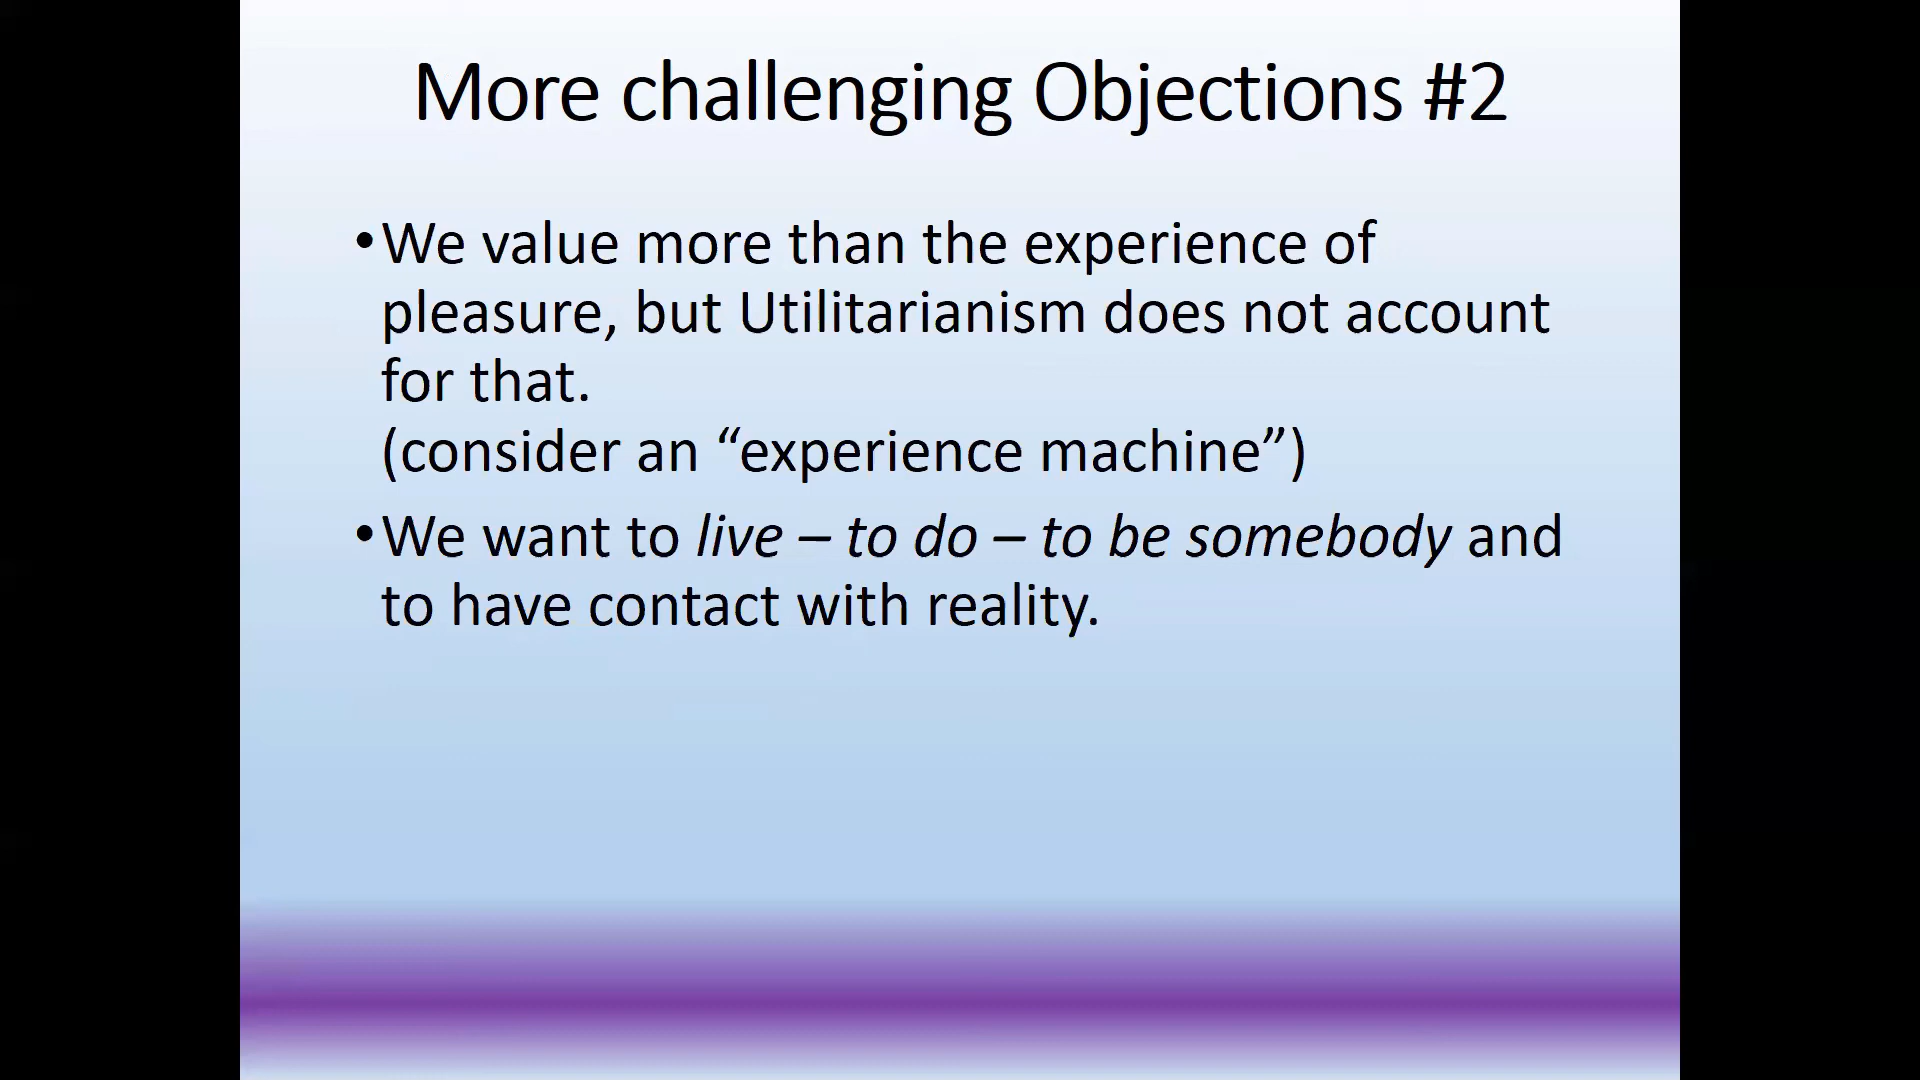 More challenging Objections #2
•We value more than the experience of
pleasure, but Utilitarianism does not account
for that.
(consider an “experience machine”)
•We want to live – to do – to be somebody and
to have contact with reality.